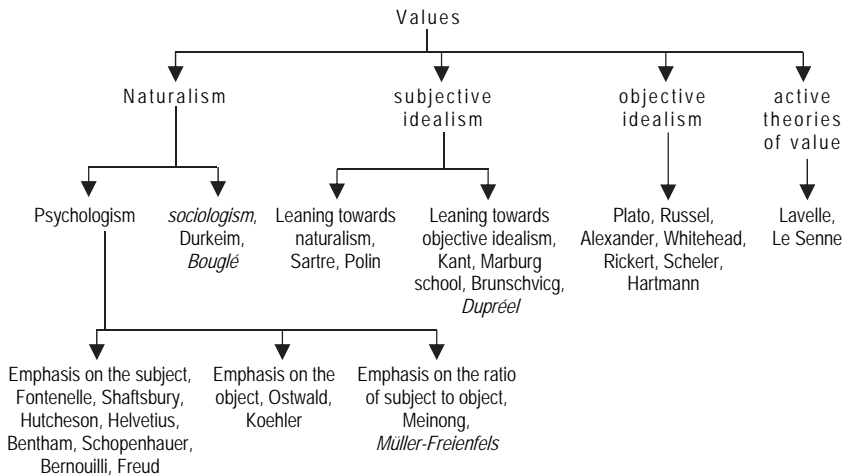 Values
Naturalism
subjective
idealism
objective
idealism
active
theories
of value
Psychologism
sociologism,
Durkeim,
Bouglé
Leaning towards
naturalism,
Sartre, Polin
Leaning towards
objective idealism,
Kant, Marburg
school, Brunschvicg,
Dupréel
Plato, Russel,
Alexander, Whitehead,
Rickert, Scheler,
Hartmann
Lavelle,
Le Senne
Emphasis on the subject,
Fontenelle, Shaftsbury,
Hutcheson, Helvetius,
Bentham, Schopenhauer,
Bernouilli, Freud
Emphasis on the
object, Ostwald,
Koehler
Emphasis on the ratio
of subject to object,
Meinong,
Müller-Freienfels